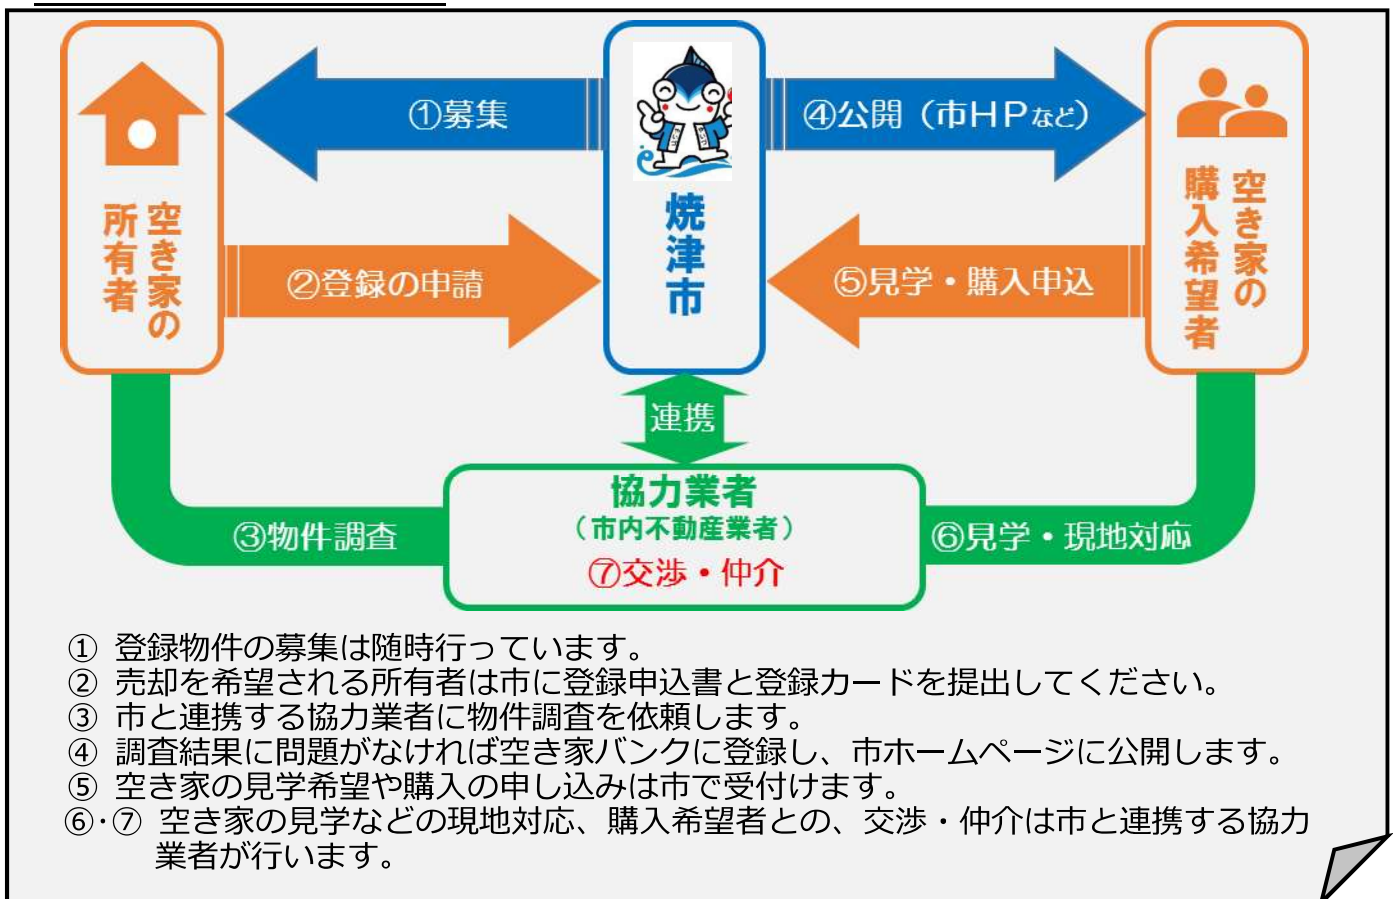 ①募集
④公開（市ＨＰなど）
空き家の
所有者
焼津市
空き家の
購入希望者
②登録の申請
⑤見学・購入申込
連携
協力業者
（市内不動産業者）
⑦交渉・仲介
③物件調査
⑥見学・現地対応
① 登録物件の募集は随時行っています。
② 売却を希望される所有者は市に登録申込書と登録カードを提出してください。
③ 市と連携する協力業者に物件調査を依頼します。
④ 調査結果に問題がなければ空き家バンクに登録し、市ホームページに公開します。
⑤ 空き家の見学希望や購入の申し込みは市で受付けます。
⑥・⑦ 空き家の見学などの現地対応、購入希望者との、交渉・仲介は市と連携する協力
業者が行います。